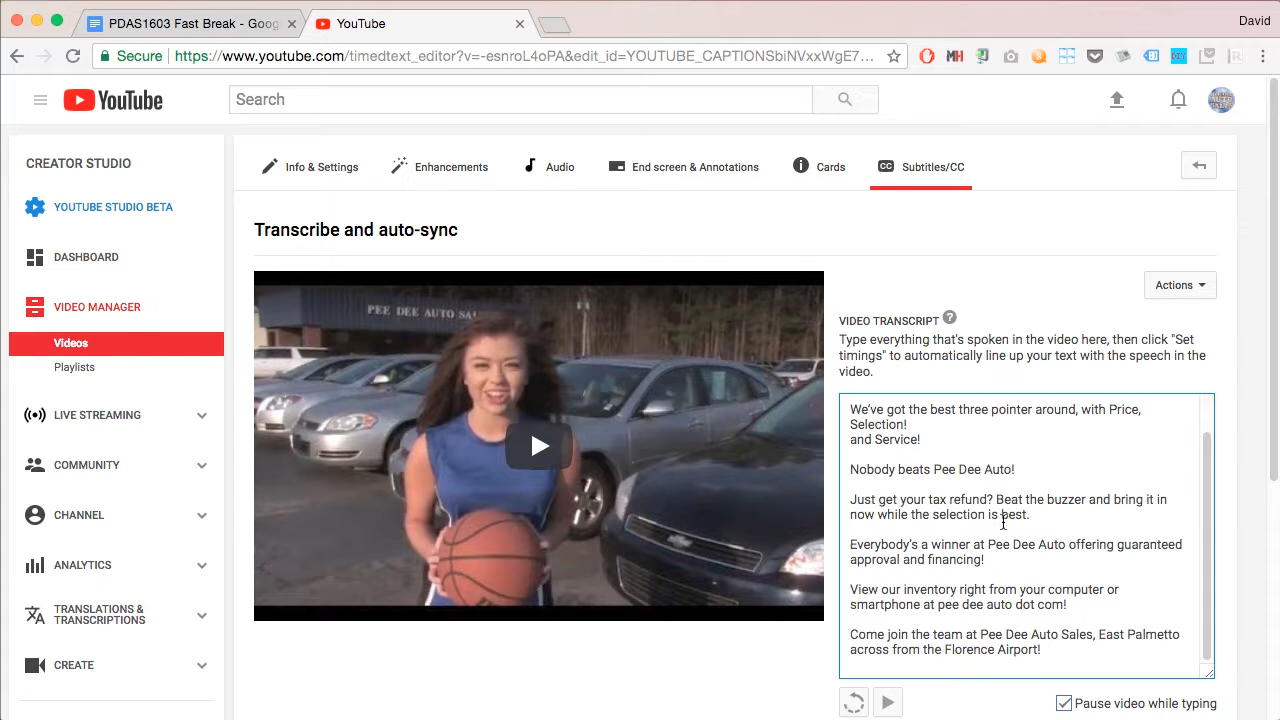 PDAS1603 Fast Break - Goog
YouTube
David
Secure
https://www.youtube.com/timedtext_editor?v=-esnroL4oPA&edit_id=YOUTUBE_CAPTIONSbiNVxxWgE7...
YouTube
Search
CREATOR STUDIO
YOUTUBE STUDIO BETA
DASHBOARD
VIDEO MANAGER
Videos
Playlists
LIVE STREAMING
COMMUNITY
CHANNEL
ANALYTICS
TRANSLATIONS &
TRANSCRIPTIONS
CREATE
Info & Settings
Enhancements
Audio
End screen & Annotations
Cards
CC Subtitles/CC
Transcribe and auto-sync
PEE DEE AUTO SA
Actions
VIDEO TRANSCRIPT ?
Type everything that's spoken in the video here, then click "Set
timings" to automatically line up your text with the speech in the
video.
We've got the best three pointer around, with Price,
Selection!
and Service!
Nobody beats Pee Dee Auto!
Just get your tax refund? Beat the buzzer and bring it in
now while the selection is best.
Everybody's a winner at Pee Dee Auto offering guaranteed
approval and financing!
View our inventory right from your computer or
smartphone at pee dee auto dot com!
Come join the team at Pee Dee Auto Sales, East Palmetto
across from the Florence Airport!
Pause video while typing